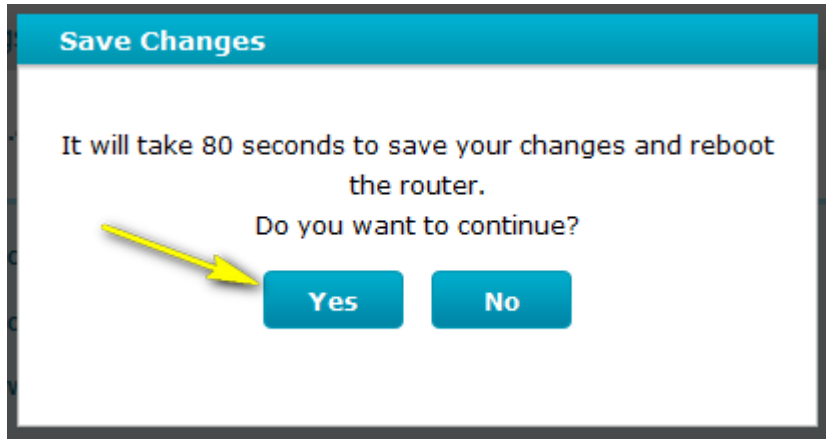 Save Changes
It will take 80 seconds to save your changes and reboot
the router.
Do you want to continue?
Yes No